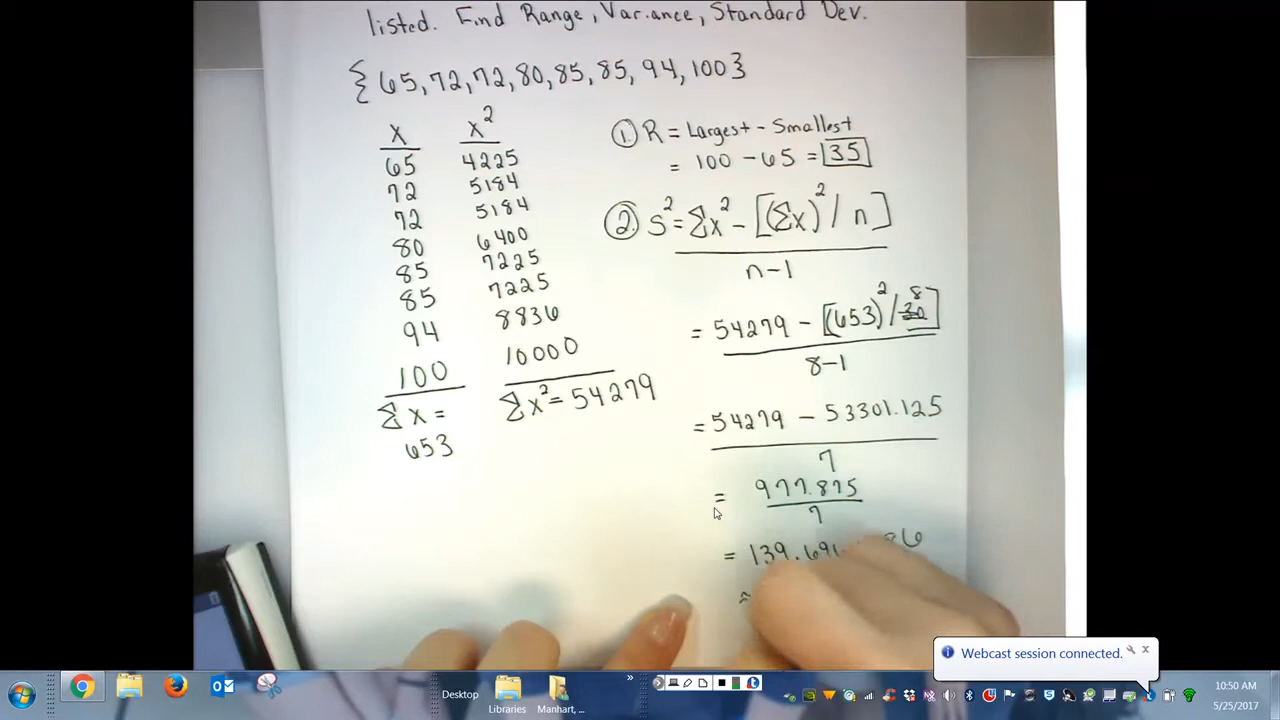 listed. Find Range, Variance, Standard Dev.
{65, 72, 72, 80, 85, 85, 94, 100}
x x²
65 4225
72 5184
72 5184
80 6400
85 7225
85 7225
94 8836
100 10000
Σx = Σx² = 54279
653
① R = Largest - Smallest
= 100 - 65 = 35
② S² = Σx² - [(Σx)² / n]
n-1
= 54279 - [(653)² / 30 8]
8-1
= 54279 - 53301.125
7
= 977.875
7
= 139.696 86
≈
Webcast session connected.
Desktop
Libraries
Manhart, ...
10:50 AM
5/25/2017